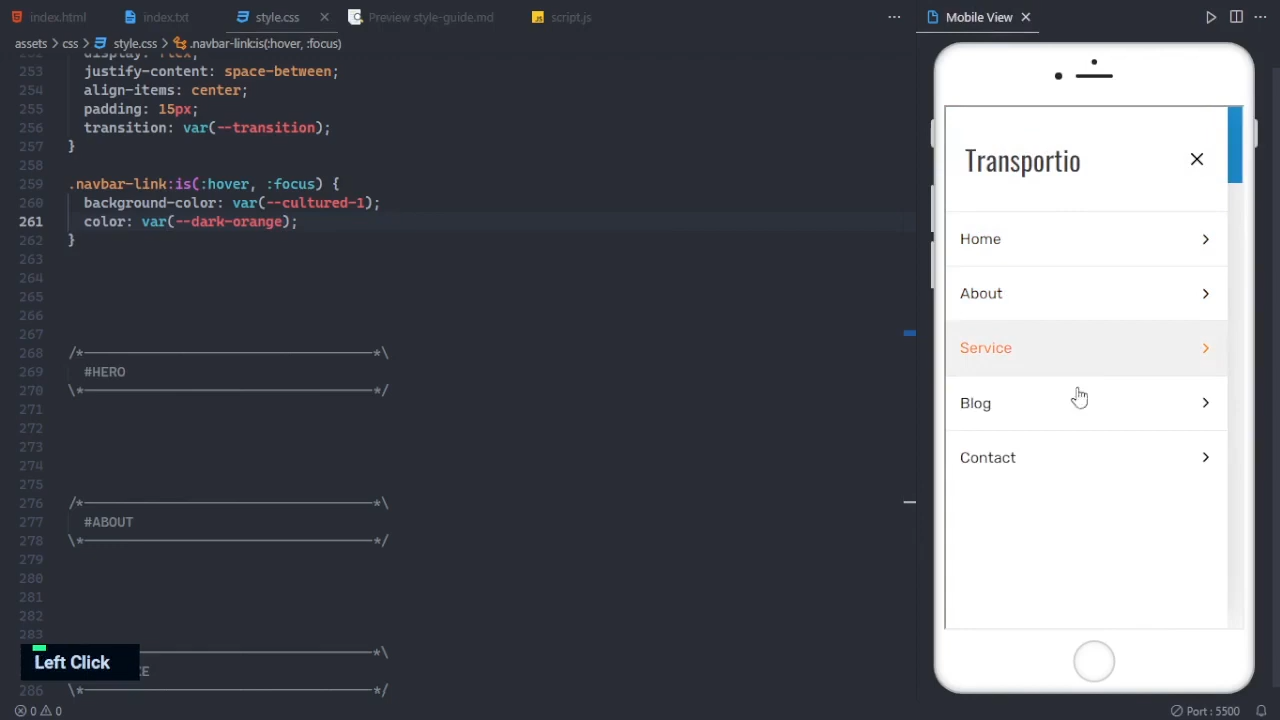 index.html
index.txt
style.css
Preview style-guide.md
script.js
Mobile View
assets > css > style.css > .navbar-link:is(:hover, :focus)
253 justify-content: space-between;
254 align-items: center;
255 padding: 15px;
256 transition: var(--transition);
257 }
258
259 .navbar-link:is(:hover, :focus) {
260 background-color: var(--cultured-1);
261 color: var(--dark-orange);
262 }
263
264
265
266
267
268 /*-----------------------------------*\
269 #HERO
270 \*-----------------------------------*/
271
272
273
274
275
276 /*-----------------------------------*\
277 #ABOUT
278 \*-----------------------------------*/
279
280
281
282
283
286 \*-----------------------------------*/
Left Click
0 0
Port : 5500
Transportio
Home
About
Service
Blog
Contact